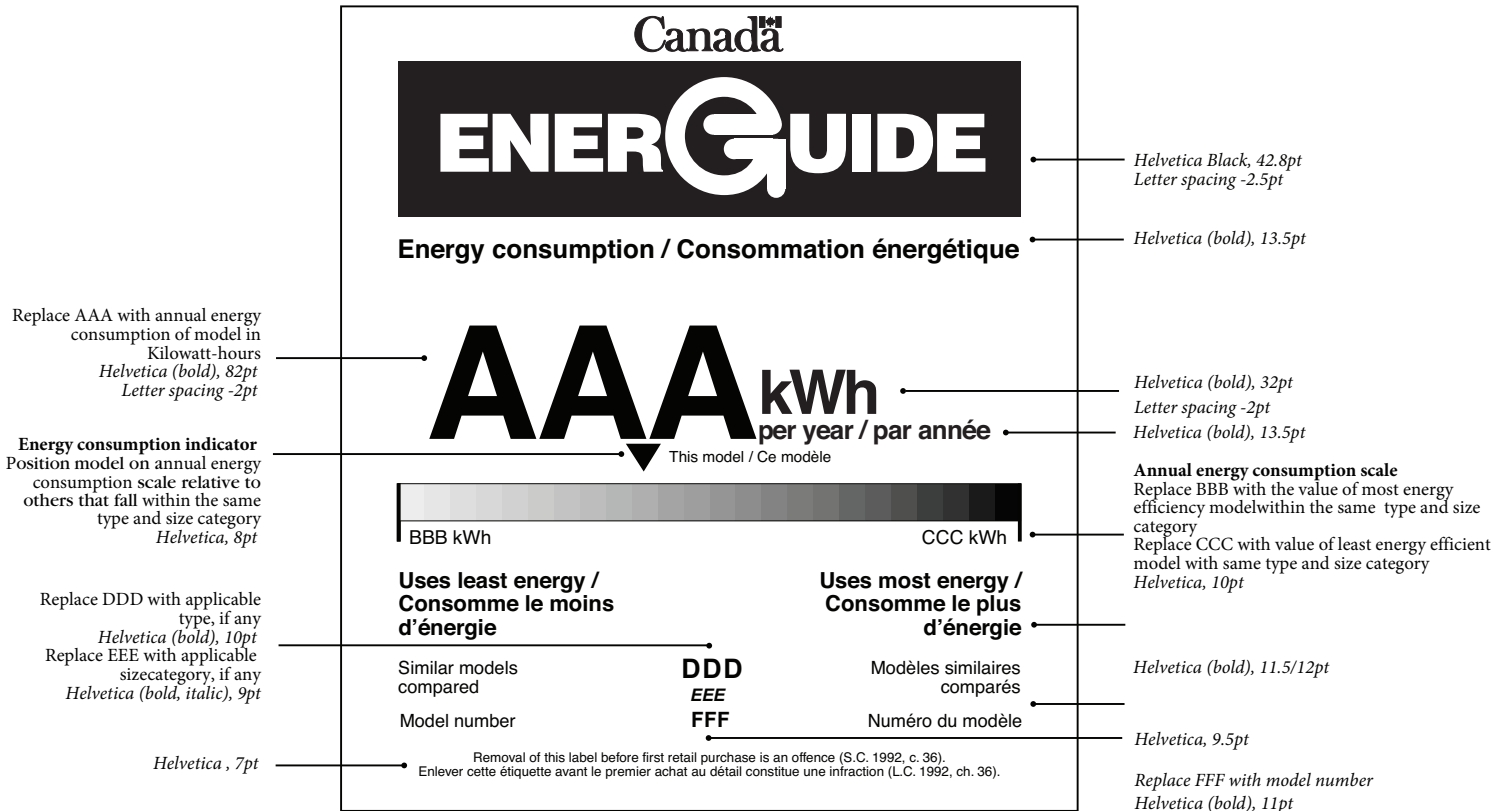 Canada
ENERGUIDE
Helvetica Black, 42.8pt
Letter spacing -2.5pt
Energy consumption / Consommation énergétique
Helvetica (bold), 13.5pt
Replace AAA with annual energy
consumption of model in
Kilowatt-hours
Helvetica (bold), 82pt
Letter spacing -2pt
AAA kWh
per year / par année
Helvetica (bold), 32pt
Letter spacing -2pt
Helvetica (bold), 13.5pt
Energy consumption indicator
Position model on annual energy
consumption scale relative to
others that fall within the same
type and size category
Helvetica, 8pt
This model / Ce modèle
BBB kWh
CCC kWh
Annual energy consumption scale
Replace BBB with the value of most energy
efficiency modelwithin the same type and size
category
Replace CCC with value of least energy efficient
model with same type and size category
Helvetica, 10pt
Uses least energy /
Consomme le moins
d'énergie
Uses most energy /
Consomme le plus
d'énergie
Helvetica (bold), 11.5/12pt
Replace DDD with applicable
type, if any
Helvetica (bold), 10pt
Replace EEE with applicable
sizecategory, if any
Helvetica (bold, italic), 9pt
Similar models
compared
DDD
EEE
Modèles similaires
comparés
Helvetica, 9.5pt
Model number
FFF
Numéro du modèle
Replace FFF with model number
Helvetica (bold), 11pt
Helvetica , 7pt
Removal of this label before first retail purchase is an offence (S.C. 1992, c. 36).
Enlever cette étiquette avant le premier achat au détail constitue une infraction (L.C. 1992, ch. 36).